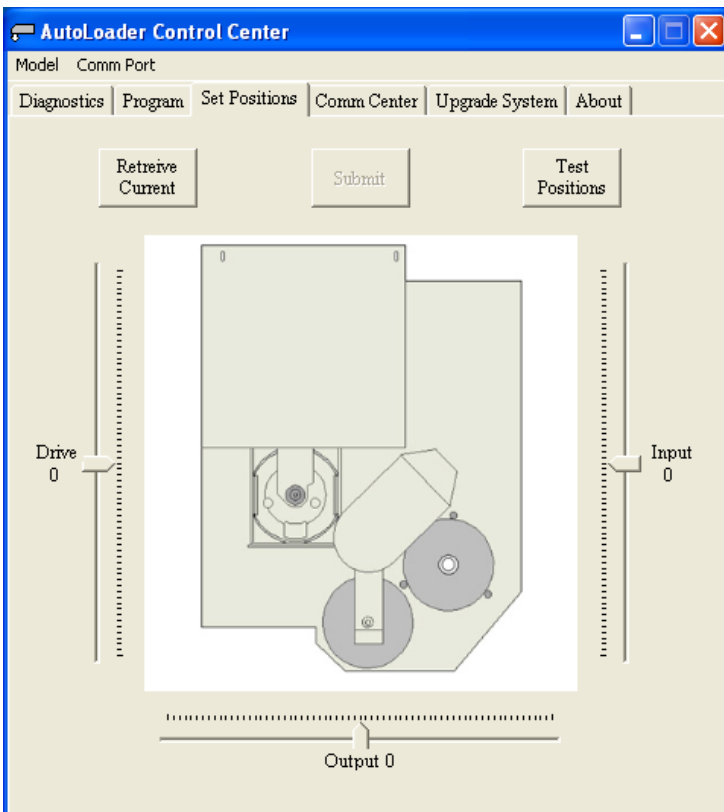 AutoLoader Control Center
Model Comm Port
Diagnostics Program Set Positions Comm Center Upgrade System About
Retreive
Current
Submit
Test
Positions
Drive
0
Input
0
Output 0